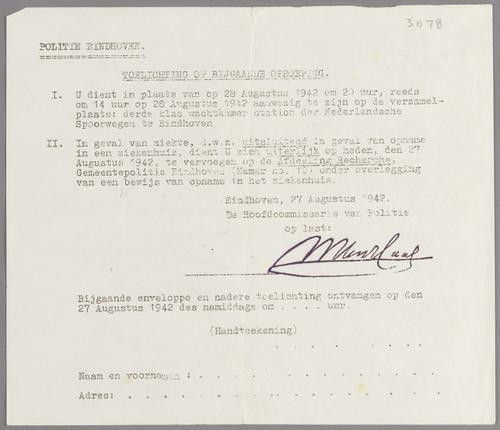 3078
POLITIE EINDHOVEN.
TOELICHTING OP BIJGAANDE OPROEPING.
I. U dient in plaats van op 28 Augustus 1942 om 20 uur, reeds
om 14 uur op 28 Augustus 1942 aanwezig te zijn op de verzamel-
plaats: derde klas wachtkamer station der Nederlandsche
Spoorwegen te Eindhoven
II. In geval van ziekte, d.w.z. uitsluitend in geval van opname
in een ziekenhuis, dient U zich uiterlijk op heden, den 27
Augustus 1942, te vervoegen op de Afdeeling Recherche,
Gemeentepolitie Eindhoven (Kamer no. 10) onder overlegging
van een bewijs van opname in het ziekenhuis.
Eindhoven, 27 Augustus 1942.
De Hoofdcommissaris van Politie
op last:
Bijgaande enveloppe en nadere toelichting ontvangen op den
27 Augustus 1942 des namiddags om . . . . . uur.
(Handteekening)
. . . . . . . . . .
Naam en voornamen : . . . . . . . . . . . . . . .
Adres: . . . . . . . . . . . . . . . . . .